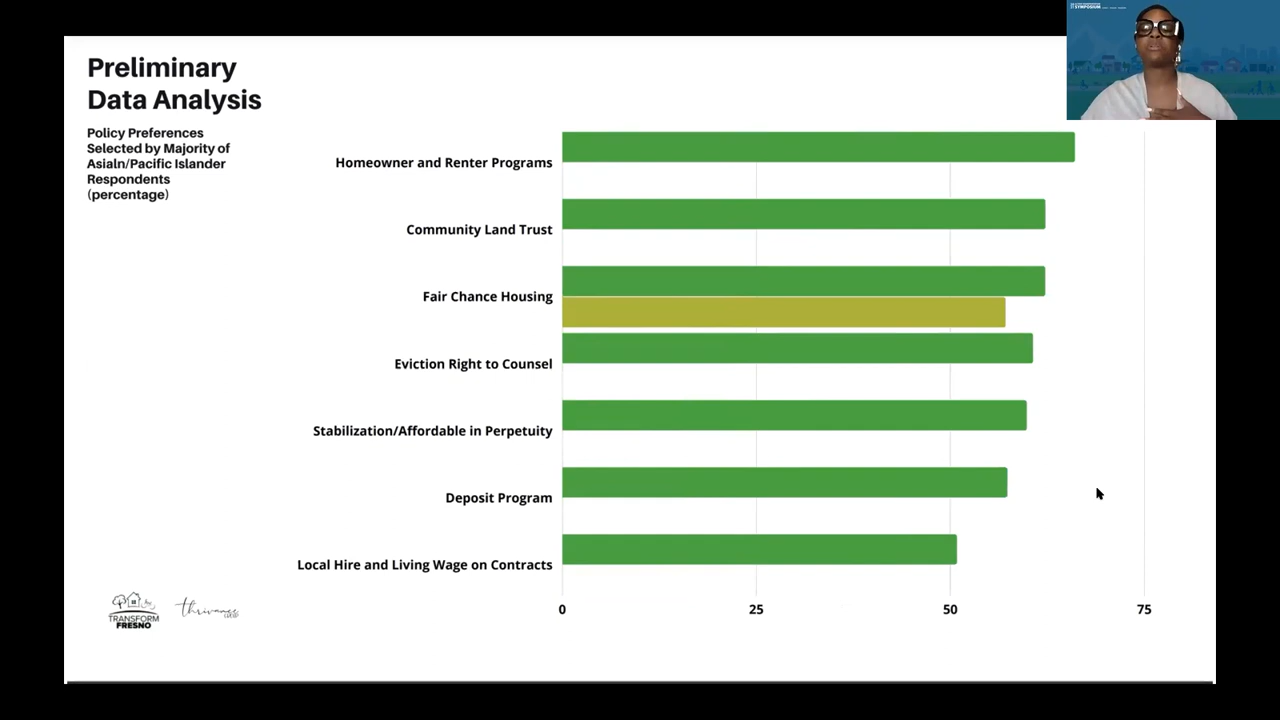 SYMPOSIUM
Preliminary
Data Analysis
Policy Preferences
Selected by Majority of
Asialn/Pacific Islander
Respondents
(percentage)
Homeowner and Renter Programs
Community Land Trust
Fair Chance Housing
Eviction Right to Counsel
Stabilization/Affordable in Perpetuity
Deposit Program
Local Hire and Living Wage on Contracts
0 25 50 75
TRANSFORM
FRESNO
thrivance